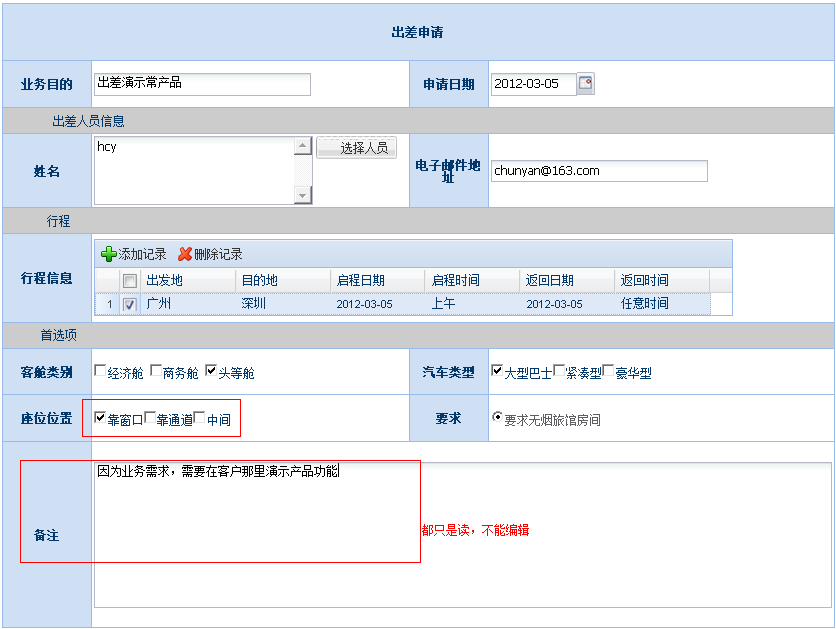 出差申请
业务目的 出差演示常产品 申请日期 2012-03-05
出差人员信息
姓名 hcy 选择人员 电子邮件地址 chunyan@163.com
行程
行程信息 添加记录 删除记录
出发地 目的地 启程日期 启程时间 返回日期 返回时间
1 广州 深圳 2012-03-05 上午 2012-03-05 任意时间
首选项
客舱类别 经济舱 商务舱 头等舱 汽车类型 大型巴士 紧凑型 豪华型
座位位置 靠窗口 靠通道 中间 要求 要求无烟旅馆房间
因为业务需求，需要在客户那里演示产品功能
备注 都只是读，不能编辑